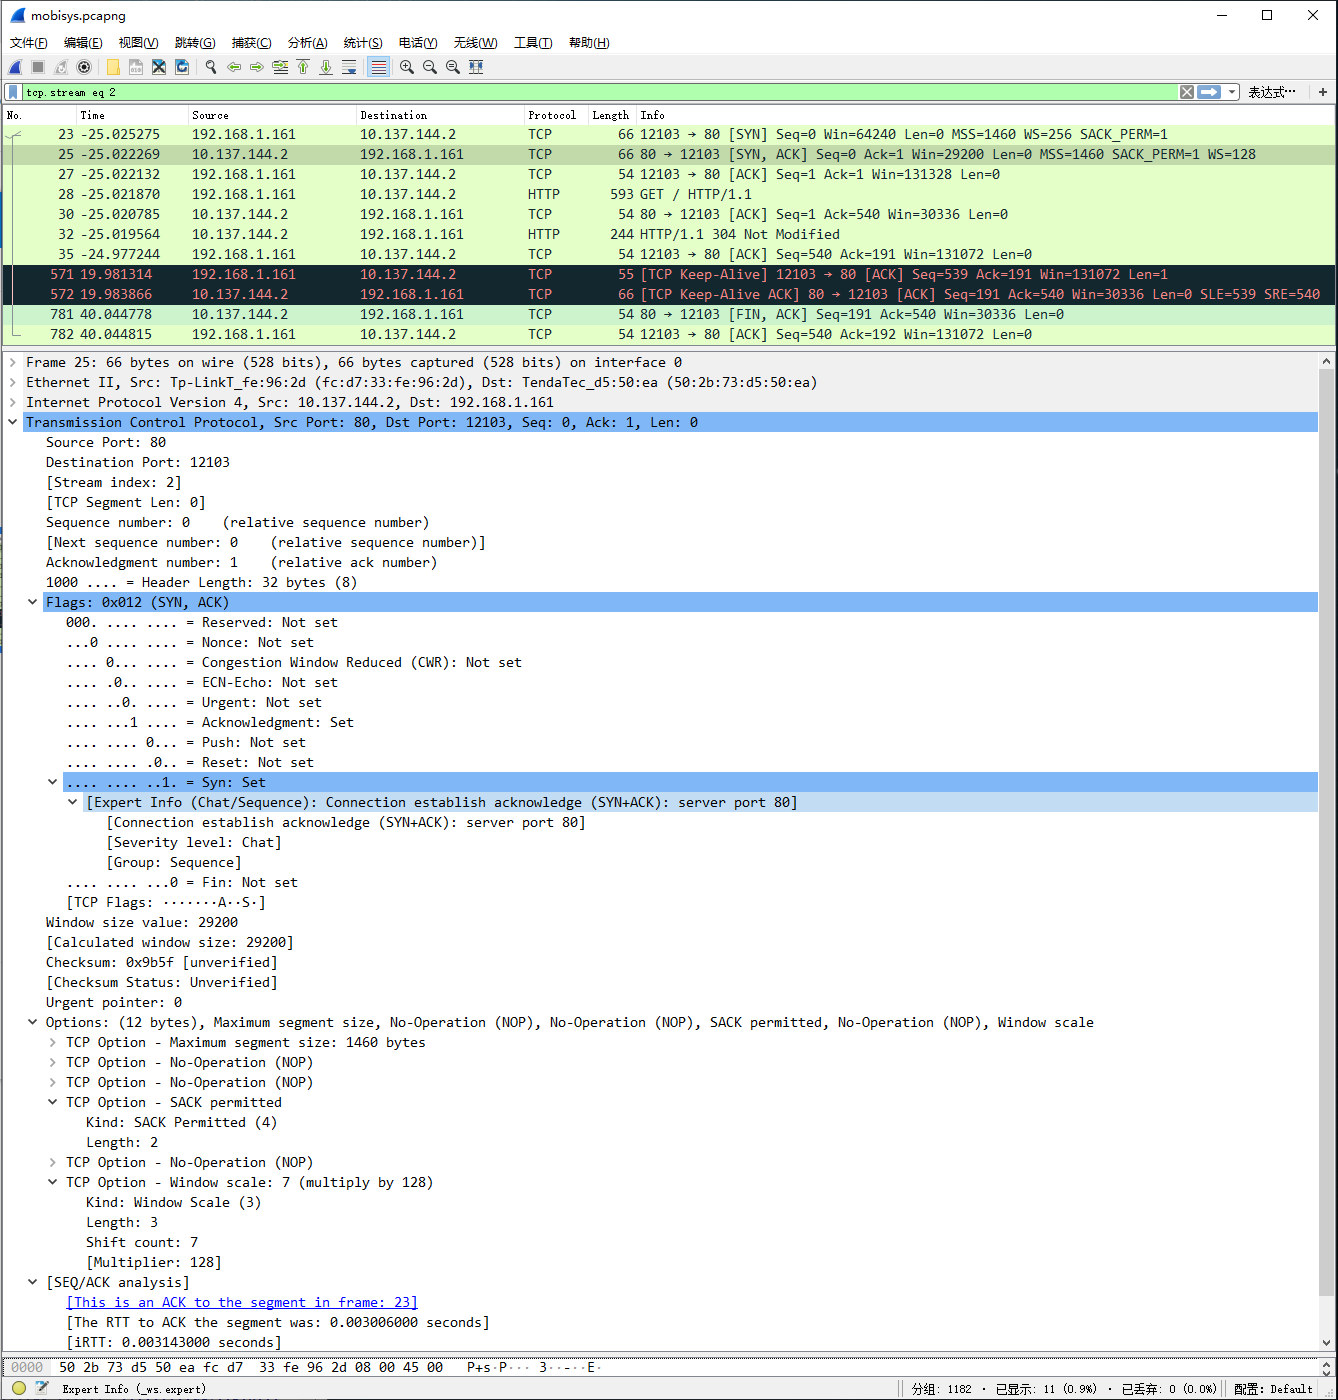 mobisys.pcapng
文件(F) 编辑(E) 视图(V) 跳转(G) 捕获(C) 分析(A) 统计(S) 电话(Y) 无线(W) 工具(T) 帮助(H)
tcp.stream eq 2 表达式… +
No. Time Source Destination Protocol Length Info
23 -25.025275 192.168.1.161 10.137.144.2 TCP 66 12103 → 80 [SYN] Seq=0 Win=64240 Len=0 MSS=1460 WS=256 SACK_PERM=1
25 -25.022269 10.137.144.2 192.168.1.161 TCP 66 80 → 12103 [SYN, ACK] Seq=0 Ack=1 Win=29200 Len=0 MSS=1460 SACK_PERM=1 WS=128
27 -25.022132 192.168.1.161 10.137.144.2 TCP 54 12103 → 80 [ACK] Seq=1 Ack=1 Win=131328 Len=0
28 -25.021870 192.168.1.161 10.137.144.2 HTTP 593 GET / HTTP/1.1
30 -25.020785 10.137.144.2 192.168.1.161 TCP 54 80 → 12103 [ACK] Seq=1 Ack=540 Win=30336 Len=0
32 -25.019564 10.137.144.2 192.168.1.161 HTTP 244 HTTP/1.1 304 Not Modified
35 -24.977244 192.168.1.161 10.137.144.2 TCP 54 12103 → 80 [ACK] Seq=540 Ack=191 Win=131072 Len=0
571 19.981314 192.168.1.161 10.137.144.2 TCP 55 [TCP Keep-Alive] 12103 → 80 [ACK] Seq=539 Ack=191 Win=131072 Len=1
572 19.983866 10.137.144.2 192.168.1.161 TCP 66 [TCP Keep-Alive ACK] 80 → 12103 [ACK] Seq=191 Ack=540 Win=30336 Len=0 SLE=539 SRE=540
781 40.044778 10.137.144.2 192.168.1.161 TCP 54 80 → 12103 [FIN, ACK] Seq=191 Ack=540 Win=30336 Len=0
782 40.044815 192.168.1.161 10.137.144.2 TCP 54 12103 → 80 [ACK] Seq=540 Ack=192 Win=131072 Len=0
Frame 25: 66 bytes on wire (528 bits), 66 bytes captured (528 bits) on interface 0
Ethernet II, Src: Tp-LinkT_fe:96:2d (fc:d7:33:fe:96:2d), Dst: TendaTec_d5:50:ea (50:2b:73:d5:50:ea)
Internet Protocol Version 4, Src: 10.137.144.2, Dst: 192.168.1.161
Transmission Control Protocol, Src Port: 80, Dst Port: 12103, Seq: 0, Ack: 1, Len: 0
Source Port: 80
Destination Port: 12103
[Stream index: 2]
[TCP Segment Len: 0]
Sequence number: 0 (relative sequence number)
[Next sequence number: 0 (relative sequence number)]
Acknowledgment number: 1 (relative ack number)
1000 .... = Header Length: 32 bytes (8)
Flags: 0x012 (SYN, ACK)
000. .... .... = Reserved: Not set
...0 .... .... = Nonce: Not set
.... 0... .... = Congestion Window Reduced (CWR): Not set
.... .0.. .... = ECN-Echo: Not set
.... ..0. .... = Urgent: Not set
.... ...1 .... = Acknowledgment: Set
.... .... 0... = Push: Not set
.... .... .0.. = Reset: Not set
.... .... ..1. = Syn: Set
[Expert Info (Chat/Sequence): Connection establish acknowledge (SYN+ACK): server port 80]
[Connection establish acknowledge (SYN+ACK): server port 80]
[Severity level: Chat]
[Group: Sequence]
.... .... ...0 = Fin: Not set
[TCP Flags: ·······A··S·]
Window size value: 29200
[Calculated window size: 29200]
Checksum: 0x9b5f [unverified]
[Checksum Status: Unverified]
Urgent pointer: 0
Options: (12 bytes), Maximum segment size, No-Operation (NOP), No-Operation (NOP), SACK permitted, No-Operation (NOP), Window scale
TCP Option - Maximum segment size: 1460 bytes
TCP Option - No-Operation (NOP)
TCP Option - No-Operation (NOP)
TCP Option - SACK permitted
Kind: SACK Permitted (4)
Length: 2
TCP Option - No-Operation (NOP)
TCP Option - Window scale: 7 (multiply by 128)
Kind: Window Scale (3)
Length: 3
Shift count: 7
[Multiplier: 128]
[SEQ/ACK analysis]
[This is an ACK to the segment in frame: 23]
[The RTT to ACK the segment was: 0.003006000 seconds]
[iRTT: 0.003143000 seconds]
0000 50 2b 73 d5 50 ea fc d7 33 fe 96 2d 08 00 45 00 P+s·P··· 3··-··E·
Expert Info (_ws.expert) 分组: 1182 · 已显示: 11 (0.9%) · 已丢弃: 0 (0.0%) 配置: Default